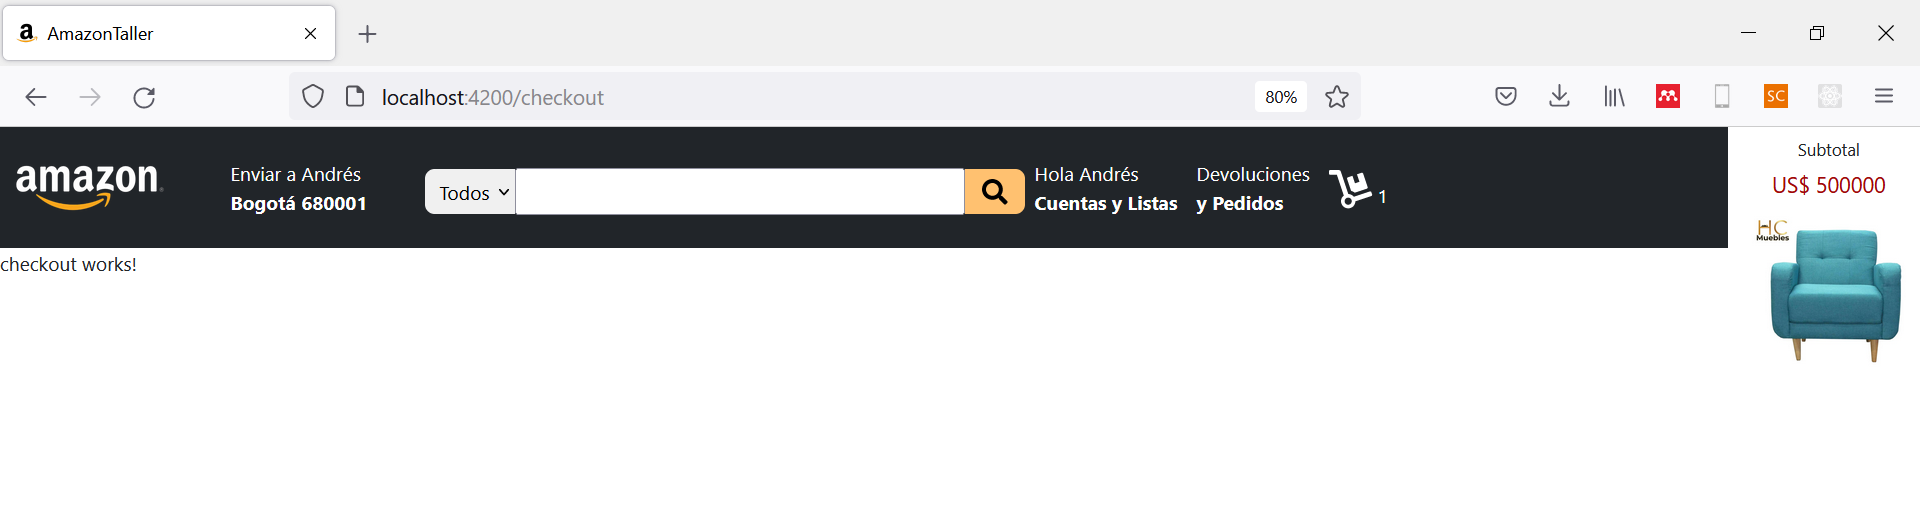 AmazonTaller
localhost:4200/checkout
80%
SC
amazon
Enviar a Andrés
Bogotá 680001
Todos
Hola Andrés
Cuentas y Listas
Devoluciones
y Pedidos
1
Subtotal
US$ 500000
HC
Muebles
checkout works!